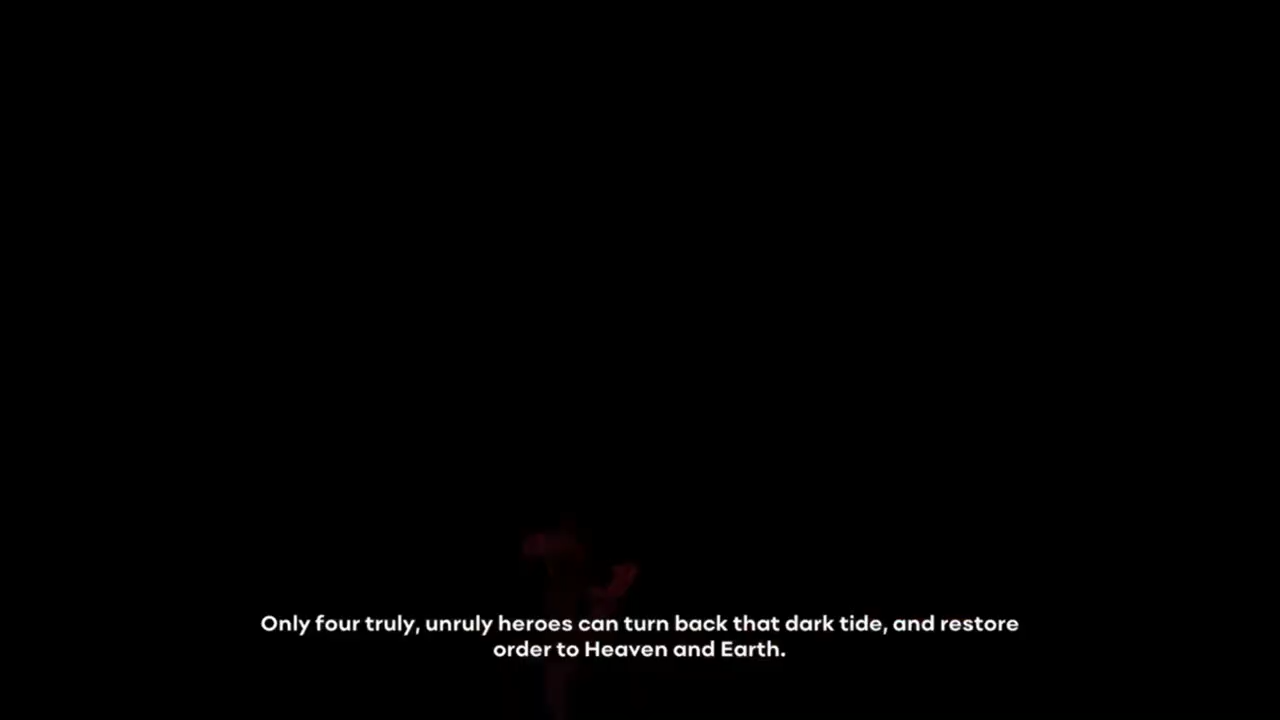 Only four truly, unruly heroes can turn back that dark tide, and restore
order to Heaven and Earth.